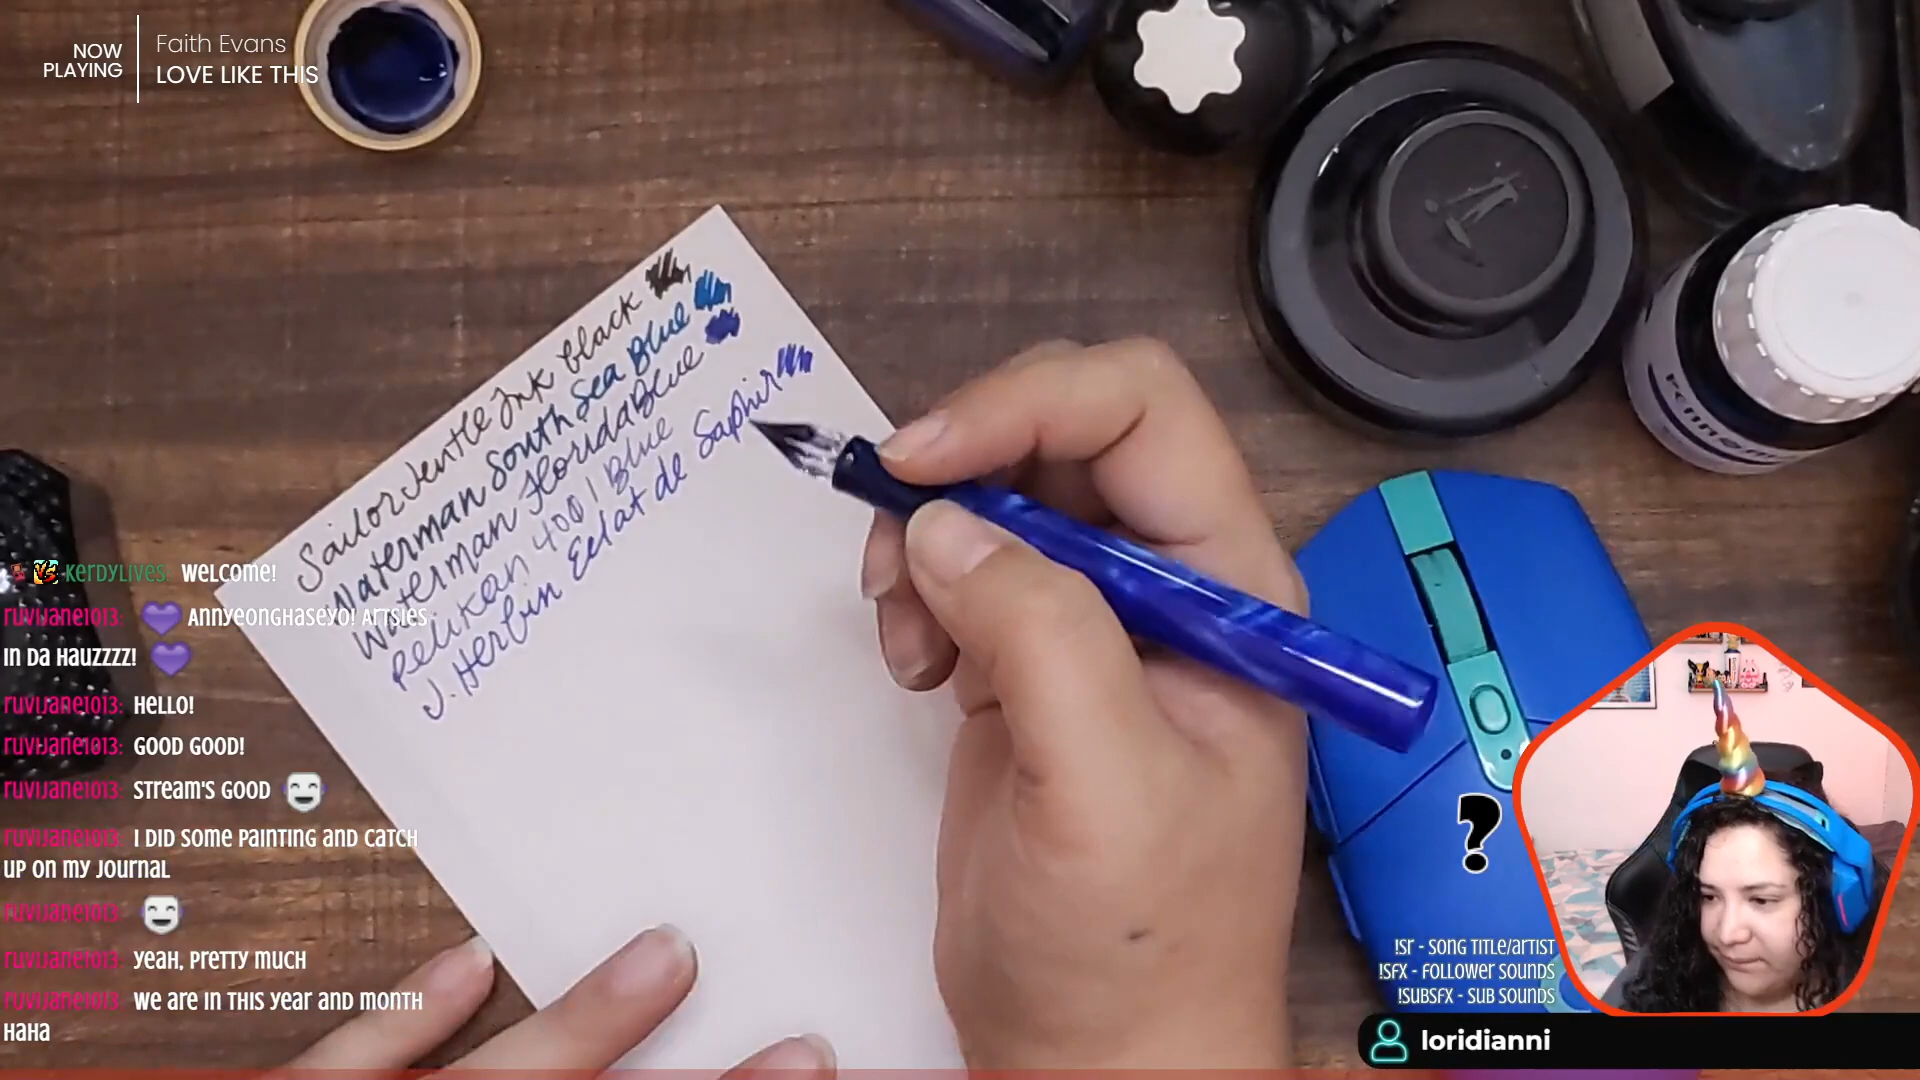 NOW PLAYING
Faith Evans
LOVE LIKE THIS
Sailor Jentle Ink Black
Waterman South Sea Blue
Waterman Florida Blue
Pelikan 4001 Blue
J. Herbin Eclat de Saphir
KerdyLives: Welcome!
ruvijane1013: Annyeonghaseyo! Artsies
in da hauzzzz!
ruvijane1013: Hello!
ruvijane1013: GOOD GOOD!
ruvijane1013: Stream's good
ruvijane1013: I did some painting and catch
up on my journal
ruvijane1013:
ruvijane1013: yeah, pretty much
ruvijane1013: we are in this year and month
haha
?
!sr - Song Title/Artist
!sfx - Follower Sounds
!subsfx - Sub Sounds
loridianni